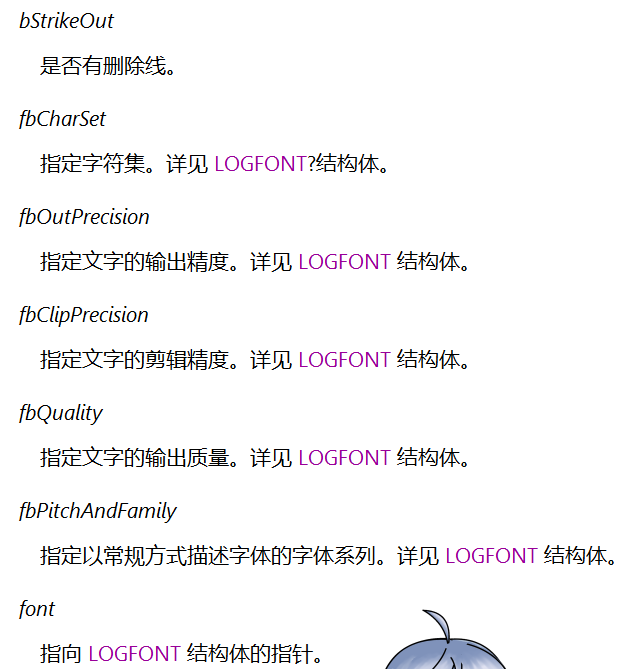 bStrikeOut
是否有删除线。
fbCharSet
指定字符集。详见 LOGFONT?结构体。
fbOutPrecision
指定文字的输出精度。详见 LOGFONT 结构体。
fbClipPrecision
指定文字的剪辑精度。详见 LOGFONT 结构体。
fbQuality
指定文字的输出质量。详见 LOGFONT 结构体。
fbPitchAndFamily
指定以常规方式描述字体的字体系列。详见 LOGFONT 结构体。
font
指向 LOGFONT 结构体的指针。